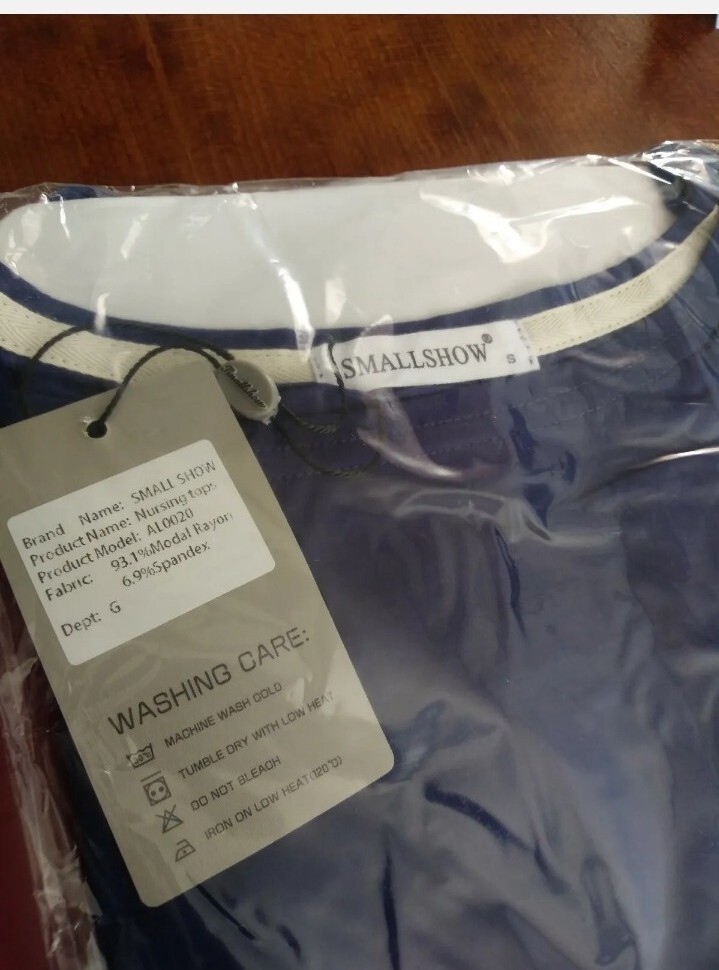 SMALLSHOW®
S
Brand Name: SMALL SHOW
Product Name: Nursing tops
Product Model: AL0020
Fabric: 93.1%Modal Rayon
6.9%Spandex
Dept: G
WASHING CARE:
MACHINE WASH COLD
TUMBLE DRY WITH LOW HEAT
DO NOT BLEACH
IRON ON LOW HEAT(120℃)